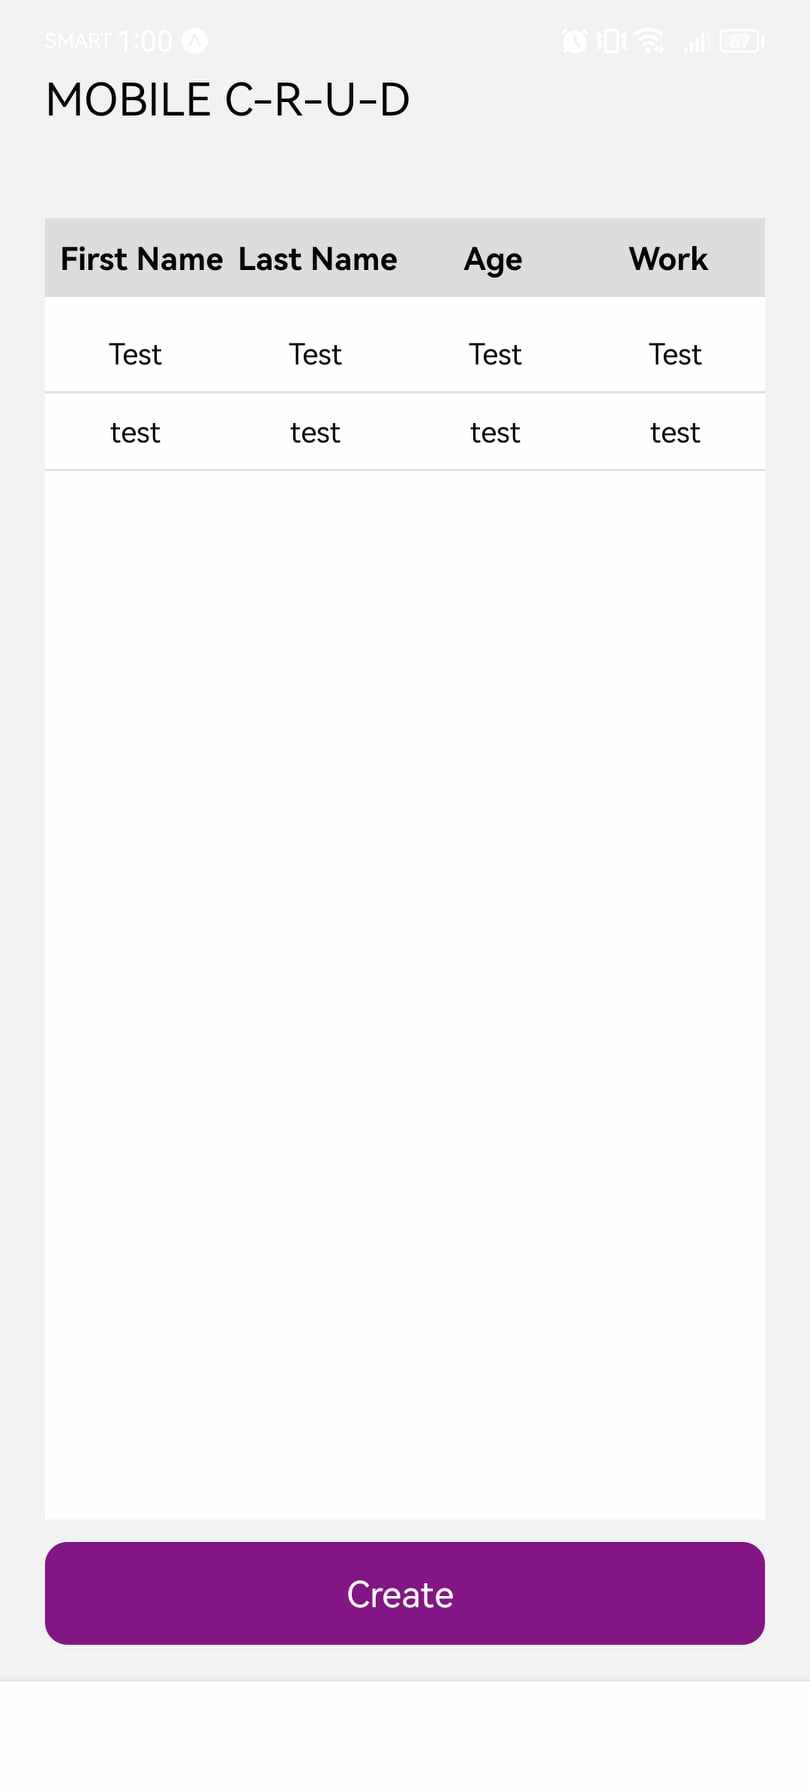 SMART 1:00 67
MOBILE C-R-U-D
First Name Last Name Age Work
Test Test Test Test
test test test test
Create